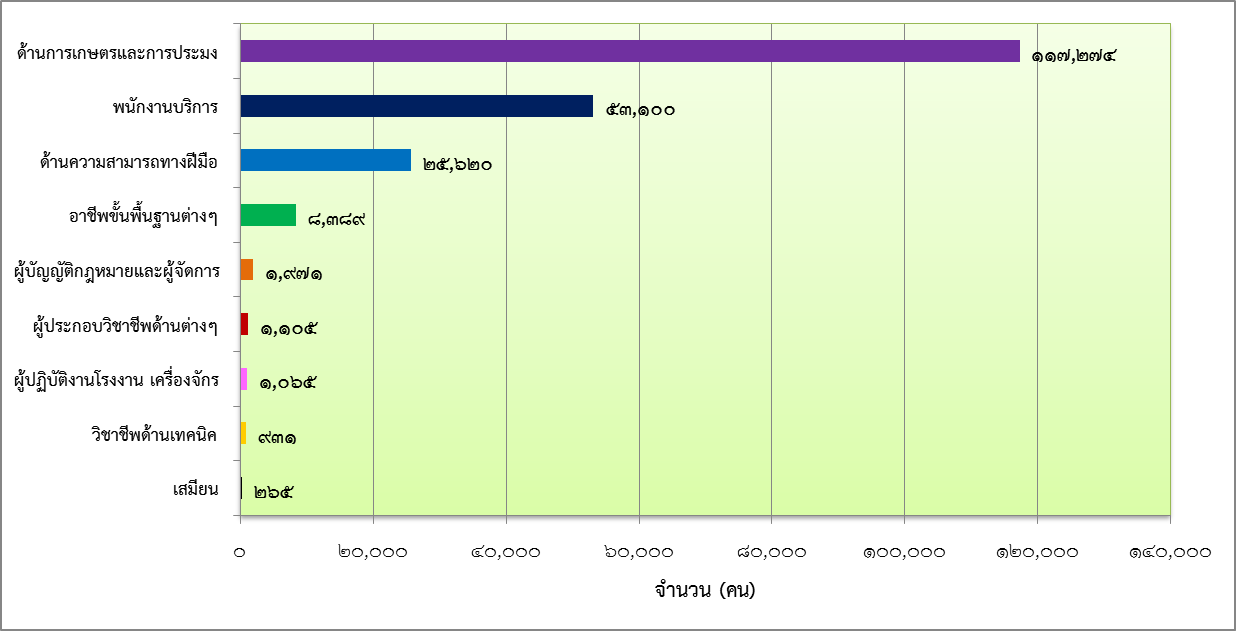 ด้านการเกษตรและการประมง ๑๑๗,๒๗๔
พนักงานบริการ ๕๓,๑๐๐
ด้านความสามารถทางฝีมือ ๒๕,๖๒๐
อาชีพขั้นพื้นฐานต่างๆ ๘,๓๘๙
ผู้บัญญัติกฎหมายและผู้จัดการ ๑,๙๗๑
ผู้ประกอบวิชาชีพด้านต่างๆ ๑,๑๐๕
ผู้ปฏิบัติงานโรงงาน เครื่องจักร ๑,๐๖๕
วิชาชีพด้านเทคนิค ๙๓๑
เสมียน ๒๖๕
๐ ๒๐,๐๐๐ ๔๐,๐๐๐ ๖๐,๐๐๐ ๘๐,๐๐๐ ๑๐๐,๐๐๐ ๑๒๐,๐๐๐ ๑๔๐,๐๐๐
จำนวน (คน)